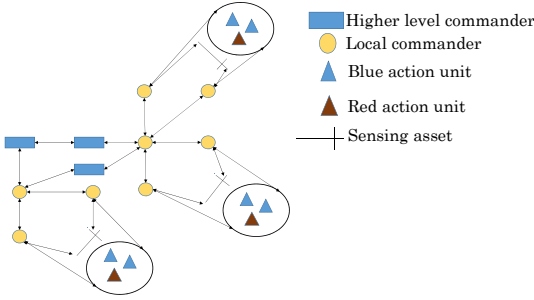 Higher level commander
Local commander
Blue action unit
Red action unit
Sensing asset